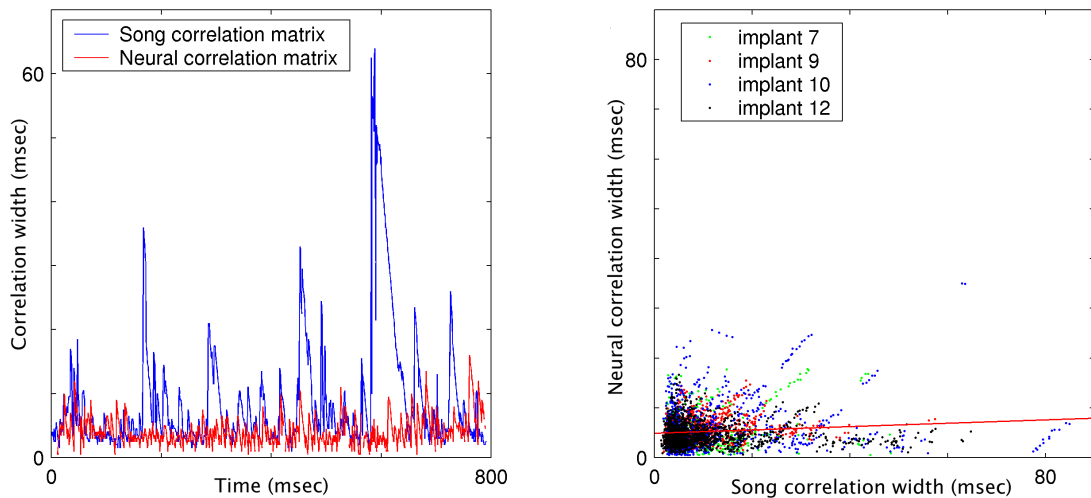 Song correlation matrix
Neural correlation matrix
60
0
Correlation width (msec)
0
Time (msec)
800
implant 7
implant 9
implant 10
implant 12
80
0
Neural correlation width (msec)
0
Song correlation width (msec)
80